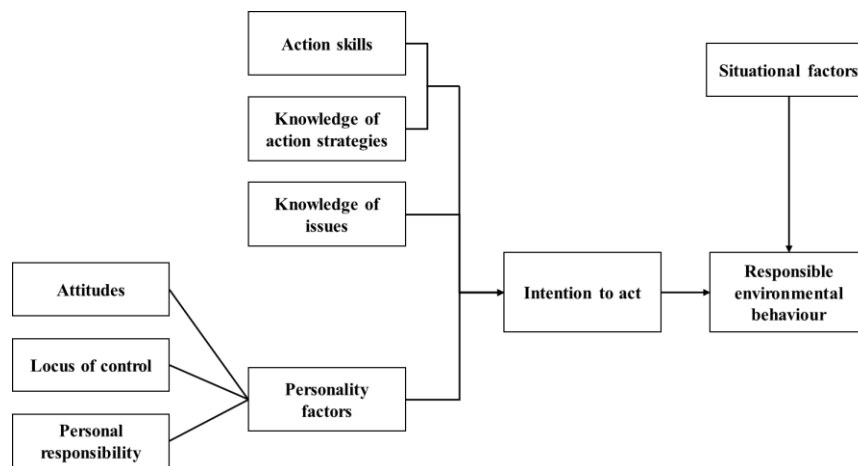 Action skills
Situational factors
Knowledge of
action strategies
Knowledge of
issues
Attitudes
Intention to act
Responsible
environmental
behaviour
Locus of control
Personality
factors
Personal
responsibility